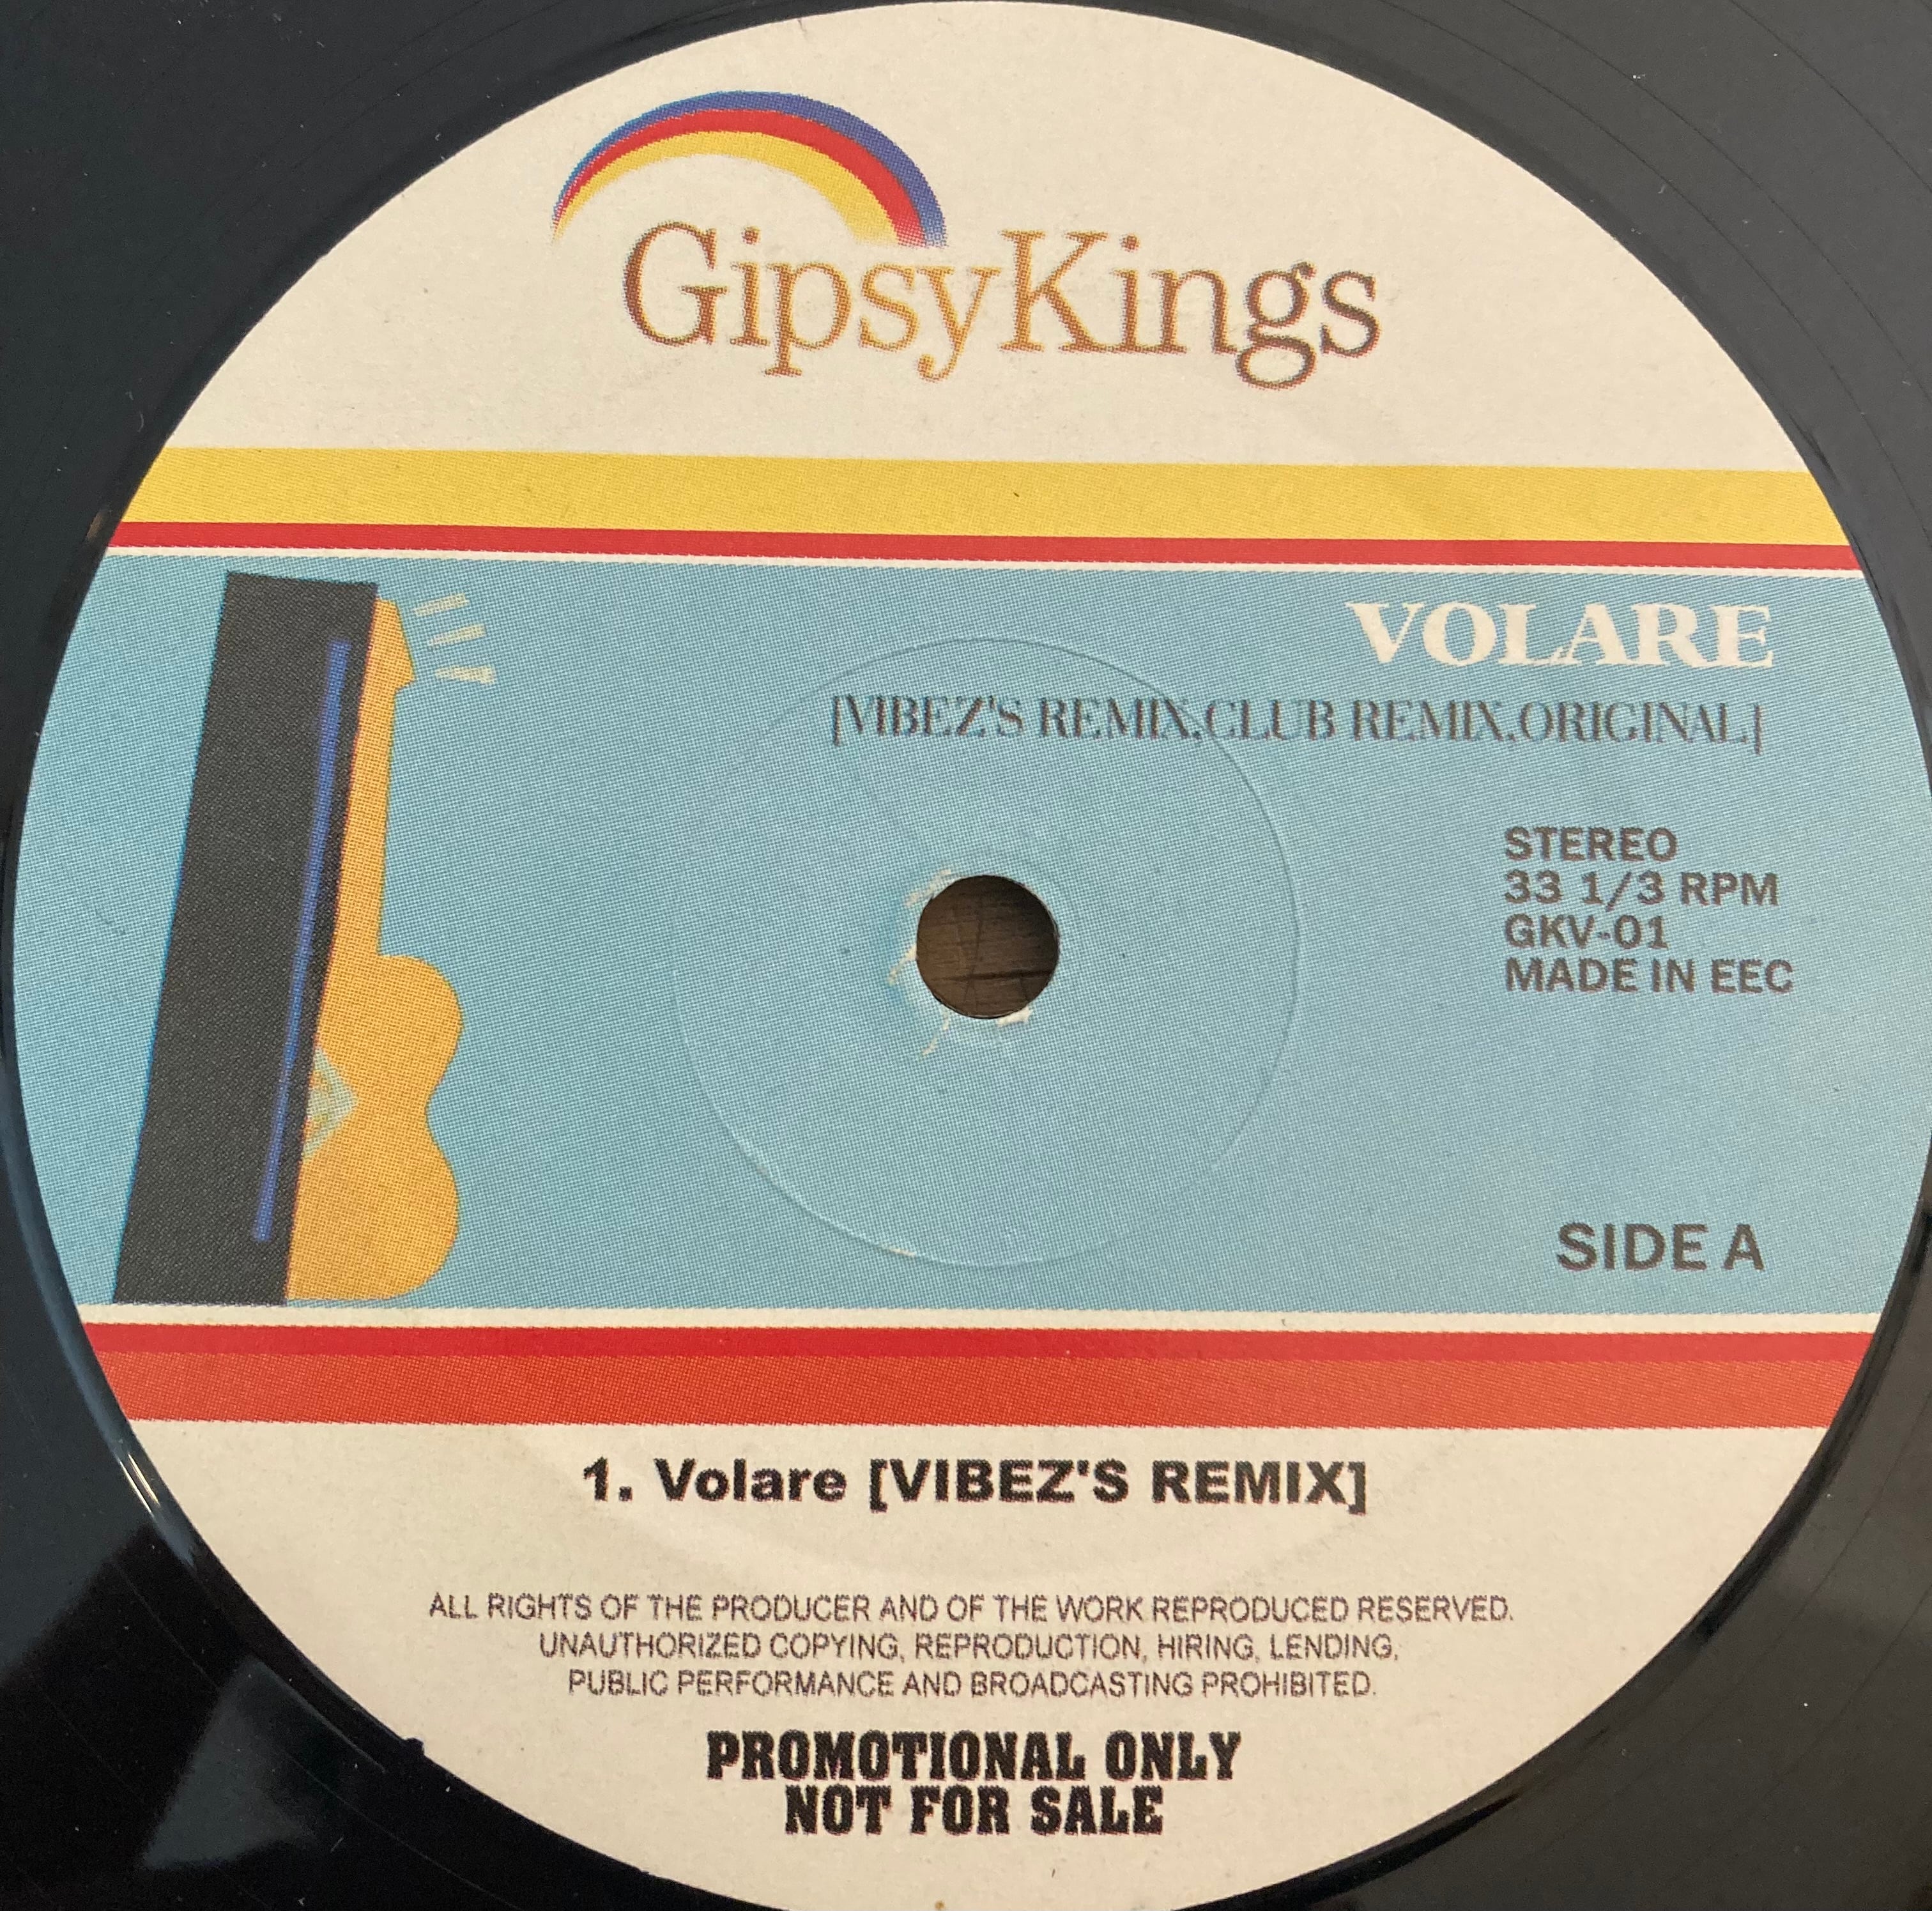 GipsyKings
VOLARE
[VIBEZ'S REMIX,CLUB REMIX,ORIGINAL]
STEREO
33 1/3 RPM
GKV-01
MADE IN EEC
SIDE A
1. Volare [VIBEZ'S REMIX]
ALL RIGHTS OF THE PRODUCER AND OF THE WORK REPRODUCED RESERVED.
UNAUTHORIZED COPYING, REPRODUCTION, HIRING, LENDING,
PUBLIC PERFORMANCE AND BROADCASTING PROHIBITED.
PROMOTIONAL ONLY
NOT FOR SALE